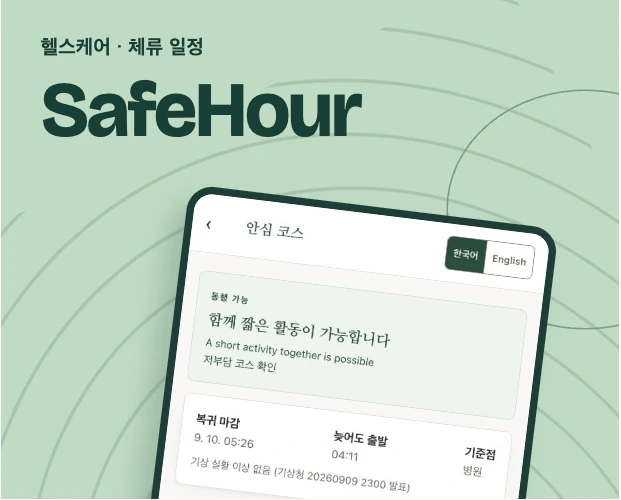 헬스케어 · 체류 일정
SafeHour
안심 코스
한국어 English
동행 가능
함께 짧은 활동이 가능합니다
A short activity together is possible
저부담 코스 확인
복귀 마감 늦어도 출발 기준점
9. 10. 05:26 04:11 병원
기상 실황 이상 없음 (기상청 20260909 2300 발표)